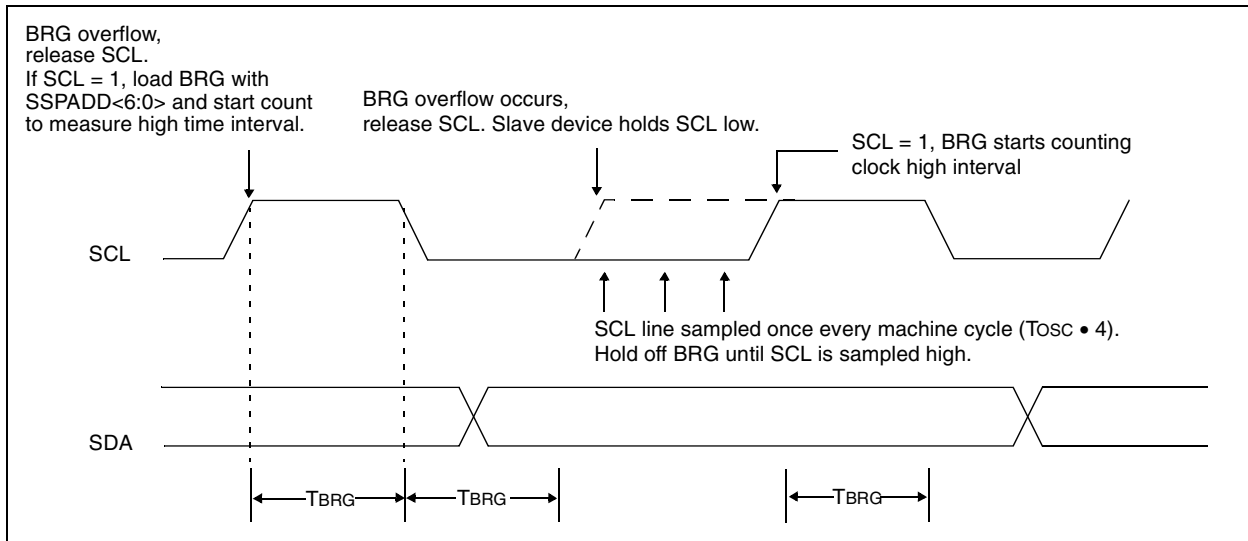 BRG overflow,
release SCL.
If SCL = 1, load BRG with
SSPADD<6:0> and start count
to measure high time interval.
BRG overflow occurs,
release SCL. Slave device holds SCL low.
SCL = 1, BRG starts counting
clock high interval
SCL
SCL line sampled once every machine cycle (TOSC • 4).
Hold off BRG until SCL is sampled high.
SDA
TBRG TBRG TBRG